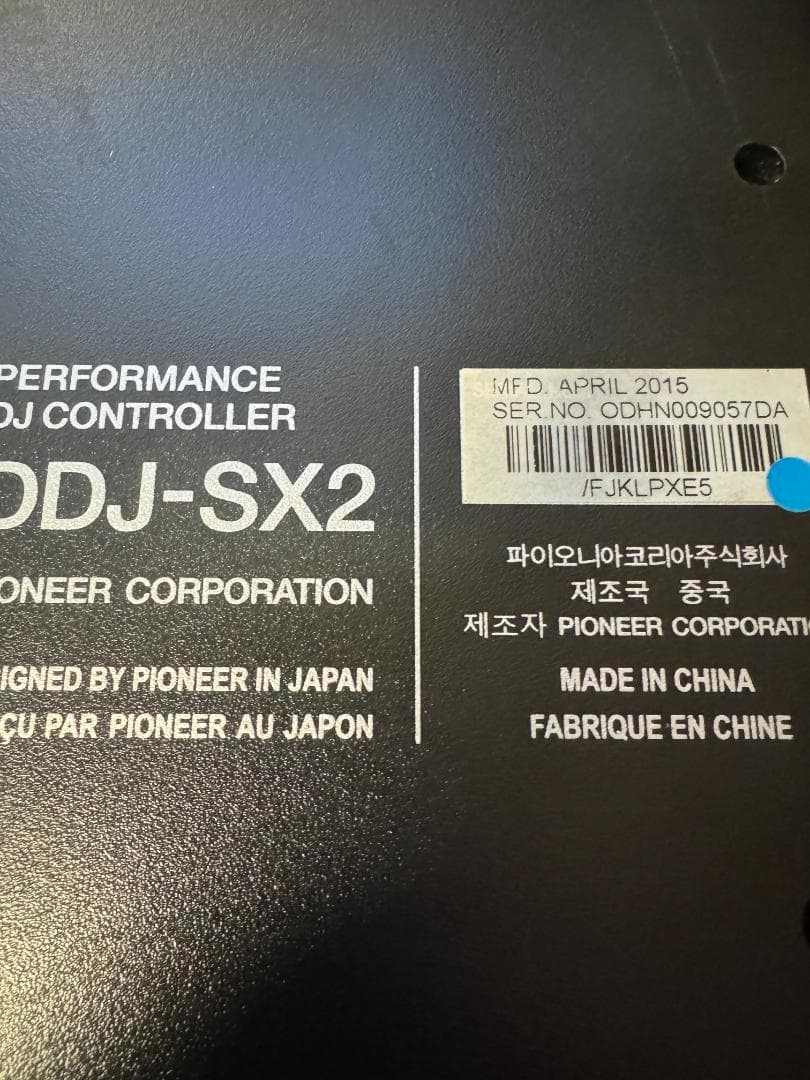 PERFORMANCE
DJ CONTROLLER
DDJ-SX2
ONEER CORPORATION
IGNED BY PIONEER IN JAPAN
ÇU PAR PIONEER AU JAPON
MFD. APRIL 2015
SER.NO. ODHN009057DA
/FJKLPXE5
파이오니아코리아주식회사
제조국 중국
제조자 PIONEER CORPORATI
MADE IN CHINA
FABRIQUE EN CHINE